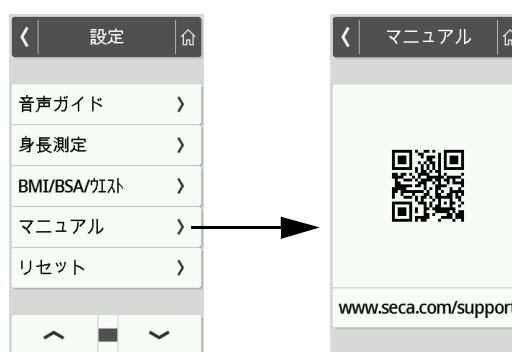 設定
音声ガイド
身長測定
BMI/BSA/ｳｴｽﾄ
マニュアル
リセット
マニュアル
www.seca.com/support